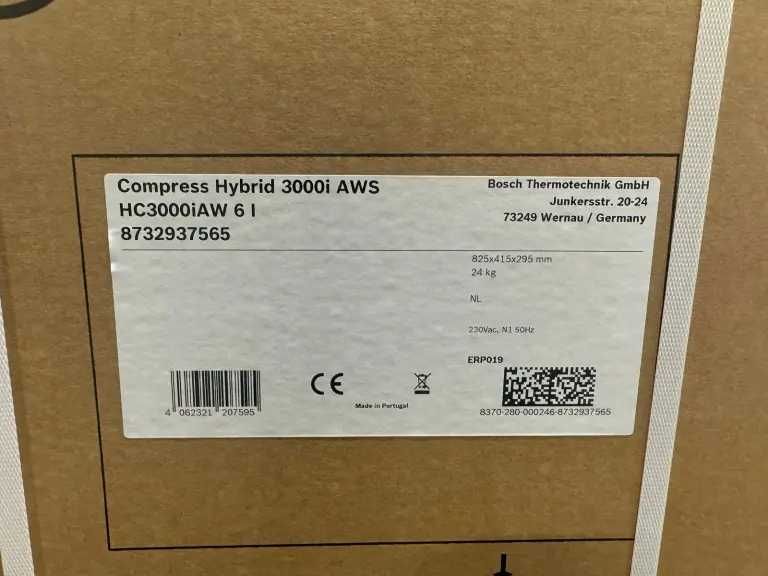 Compress Hybrid 3000i AWS
HC3000iAW 6 I
8732937565
Bosch Thermotechnik GmbH
Junkersstr. 20-24
73249 Wernau / Germany
825x415x295 mm
24 kg
NL
230Vac, N1 50Hz
ERP019
CE
Made in Portugal
4 062321 207595
8370-280-000246-8732937565